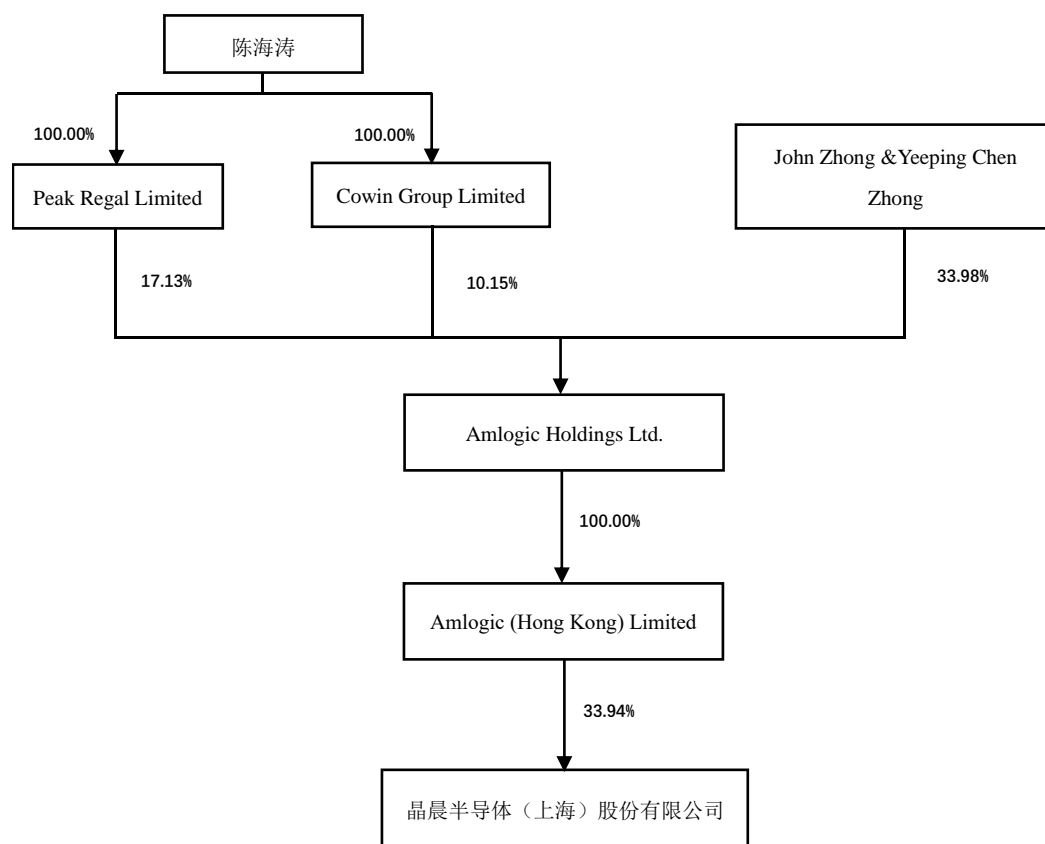 陈海涛
100.00%
100.00%
Peak Regal Limited
Cowin Group Limited
John Zhong &Yeeping Chen
Zhong
17.13%
10.15%
33.98%
Amlogic Holdings Ltd.
100.00%
Amlogic (Hong Kong) Limited
33.94%
晶晨半导体（上海）股份有限公司